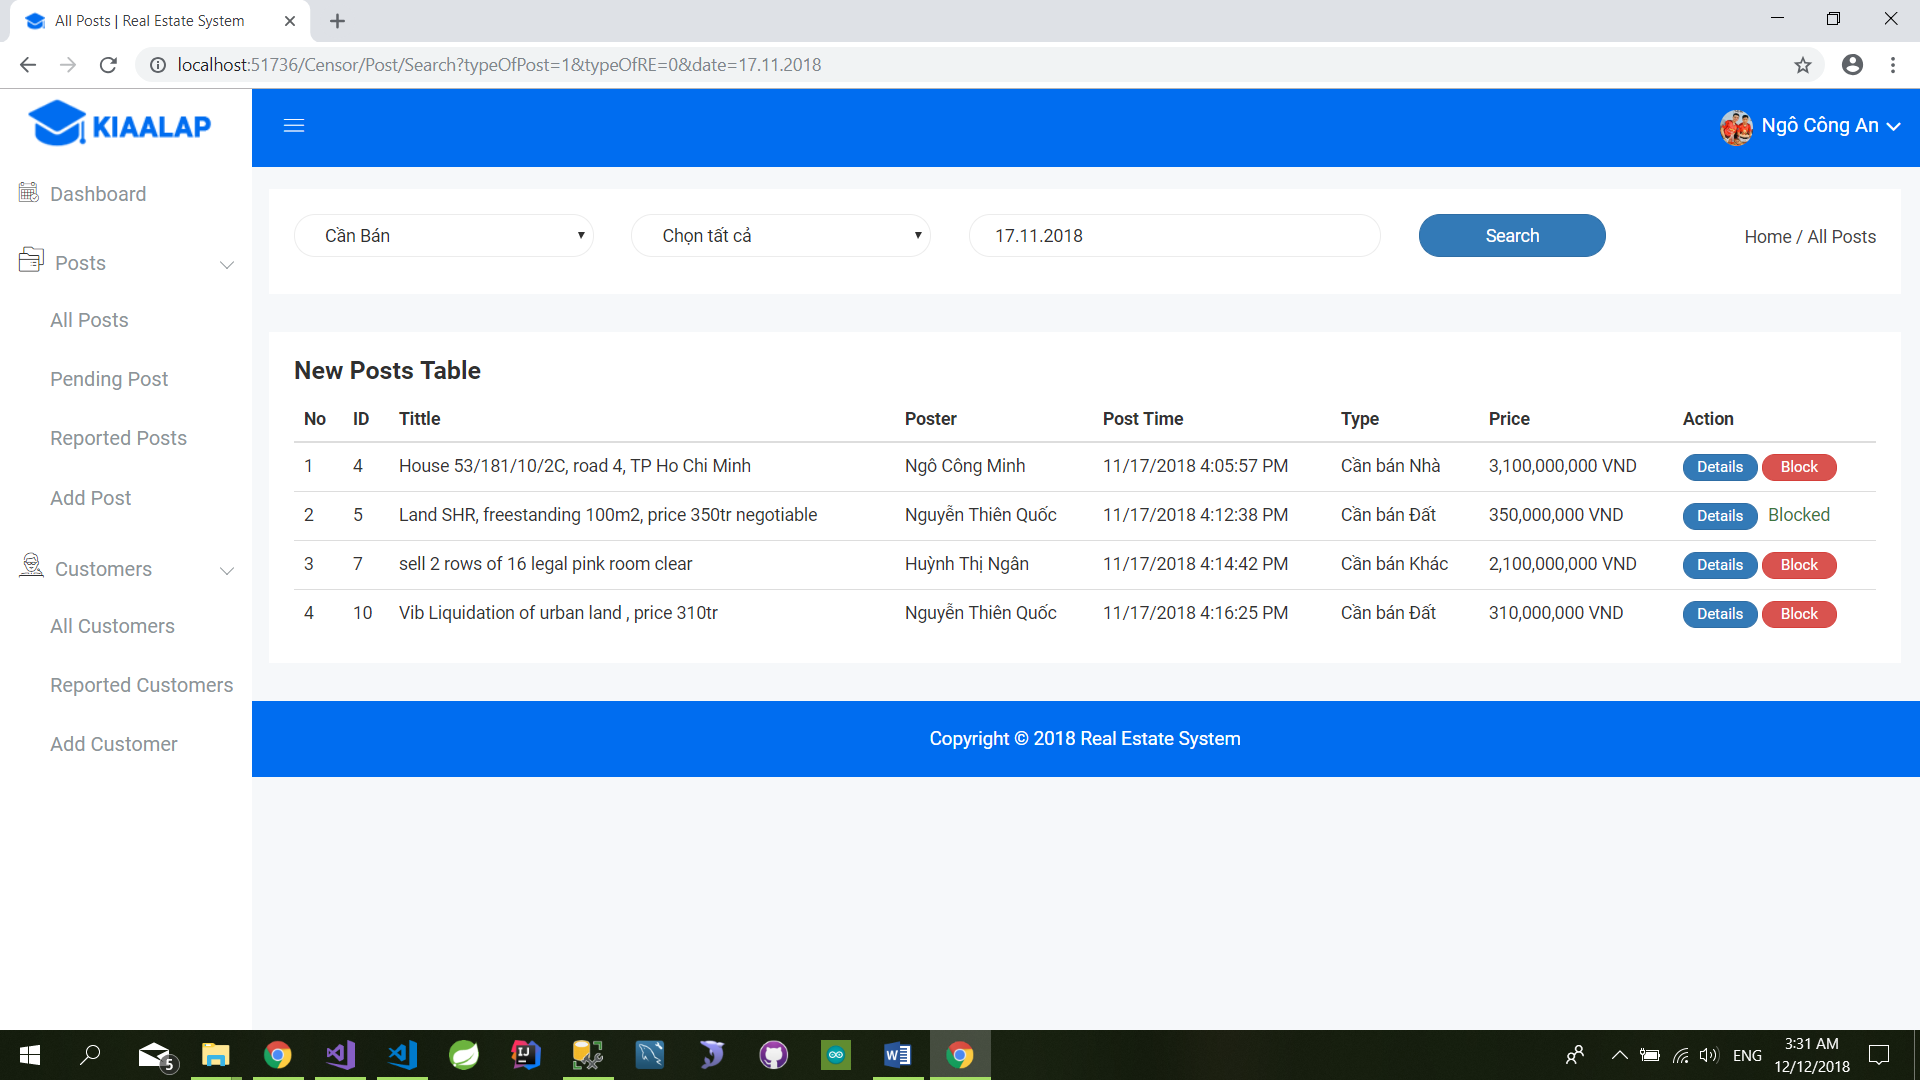 All Posts | Real Estate System
localhost:51736/Censor/Post/Search?typeOfPost=1&typeOfRE=0&date=17.11.2018
KIAALAP
Ngô Công An
Dashboard
Posts
All Posts
Pending Post
Reported Posts
Add Post
Customers
All Customers
Reported Customers
Add Customer
Cần Bán
Chọn tất cả
17.11.2018
Search
Home / All Posts
New Posts Table
No ID Tittle Poster Post Time Type Price Action
1 4 House 53/181/10/2C, road 4, TP Ho Chi Minh Ngô Công Minh 11/17/2018 4:05:57 PM Cần bán Nhà 3,100,000,000 VND Details Block
2 5 Land SHR, freestanding 100m2, price 350tr negotiable Nguyễn Thiên Quốc 11/17/2018 4:12:38 PM Cần bán Đất 350,000,000 VND Details Blocked
3 7 sell 2 rows of 16 legal pink room clear Huỳnh Thị Ngân 11/17/2018 4:14:42 PM Cần bán Khác 2,100,000,000 VND Details Block
4 10 Vib Liquidation of urban land , price 310tr Nguyễn Thiên Quốc 11/17/2018 4:16:25 PM Cần bán Đất 310,000,000 VND Details Block
Copyright © 2018 Real Estate System
5
IJ
W
ENG
3:31 AM
12/12/2018